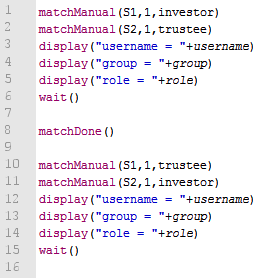 1 matchManual(S1,1,investor)
2 matchManual(S2,1,trustee)
3 display("username = "+username)
4 display("group = "+group)
5 display("role = "+role)
6 wait()
7
8 matchDone()
9
10 matchManual(S1,1,trustee)
11 matchManual(S2,1,investor)
12 display("username = "+username)
13 display("group = "+group)
14 display("role = "+role)
15 wait()
16